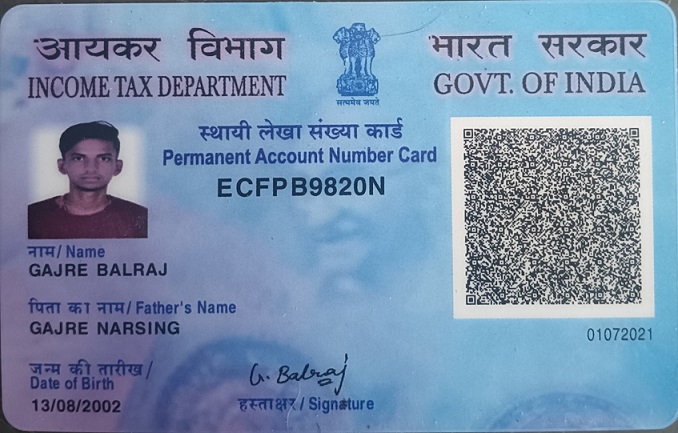 आयकर विभाग
INCOME TAX DEPARTMENT
सत्यमेव जयते
भारत सरकार
GOVT. OF INDIA
स्थायी लेखा संख्या कार्ड
Permanent Account Number Card
ECFPB9820N
नाम/ Name
GAJRE BALRAJ
पिता का नाम/ Father's Name
GAJRE NARSING
जन्म की तारीख/
Date of Birth
13/08/2002
G. Balraj
हस्ताक्षर/ Signature
01072021